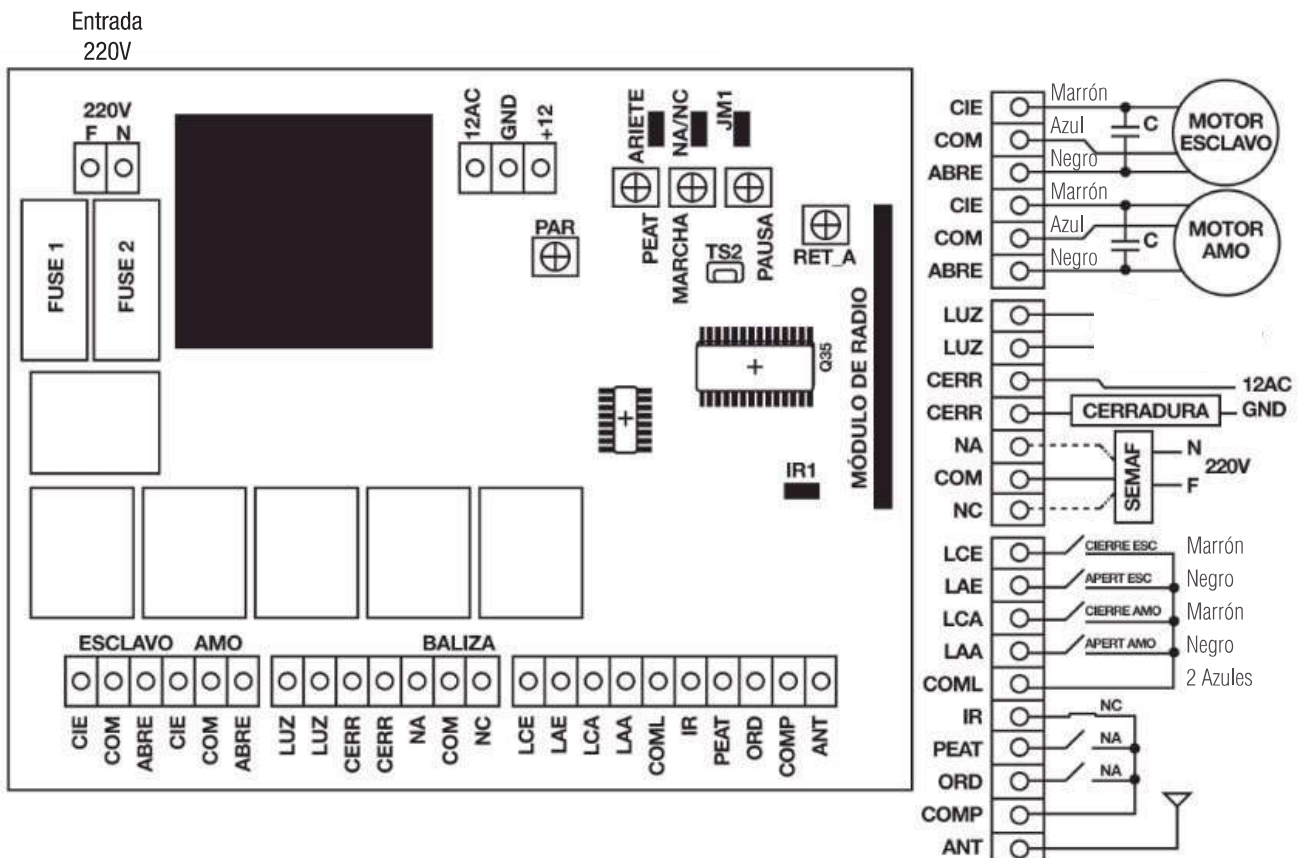 Entrada
220V
220V
F N
FUSE 1
FUSE 2
12AC
GND
+12
PAR
ARIETE
NA/NC
JM1
PEAT
MARCHA
PAUSA
TS2
RET_A
Q35
MÓDULO DE RADIO
IR1
ESCLAVO AMO
BALIZA
CIE
COM
ABRE
CIE
COM
ABRE
LUZ
LUZ
CERR
CERR
NA
COM
NC
LCE
LAE
LCA
LAA
COML
IR
PEAT
ORD
COMP
ANT
CIE Marrón
COM Azul
ABRE Negro
C
MOTOR
ESCLAVO
CIE Marrón
COM Azul
ABRE Negro
C
MOTOR
AMO
LUZ
LUZ
CERR 12AC
CERR CERRADURA GND
NA
COM
NC
SEMAF
N
220V
F
LCE CIERRE ESC Marrón
LAE APERT ESC Negro
LCA CIERRE AMO Marrón
LAA APERT AMO Negro
COML 2 Azules
IR NC
PEAT NA
ORD NA
COMP
ANT